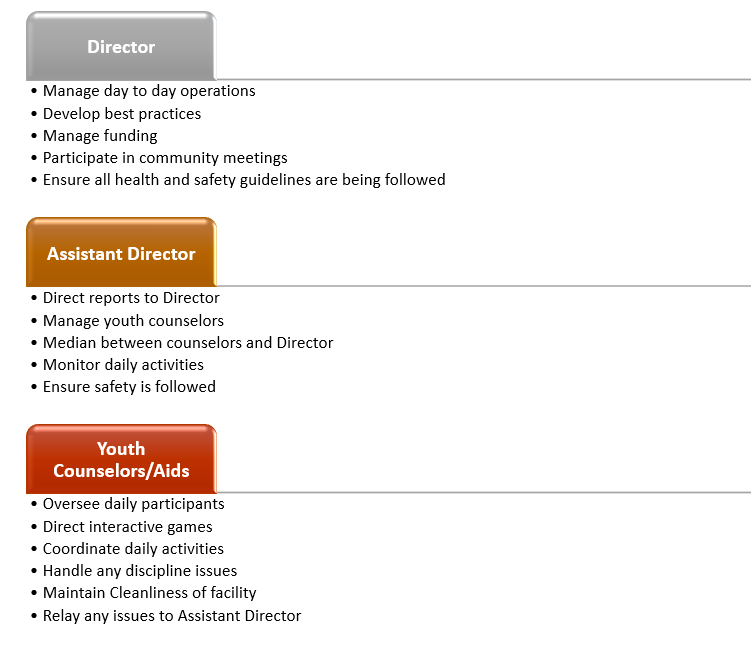 Director
• Manage day to day operations
• Develop best practices
• Manage funding
• Participate in community meetings
• Ensure all health and safety guidelines are being followed
Assistant Director
• Direct reports to Director
• Manage youth counselors
• Median between counselors and Director
• Monitor daily activities
• Ensure safety is followed
Youth
Counselors/Aids
• Oversee daily participants
• Direct interactive games
• Coordinate daily activities
• Handle any discipline issues
• Maintain Cleanliness of facility
• Relay any issues to Assistant Director